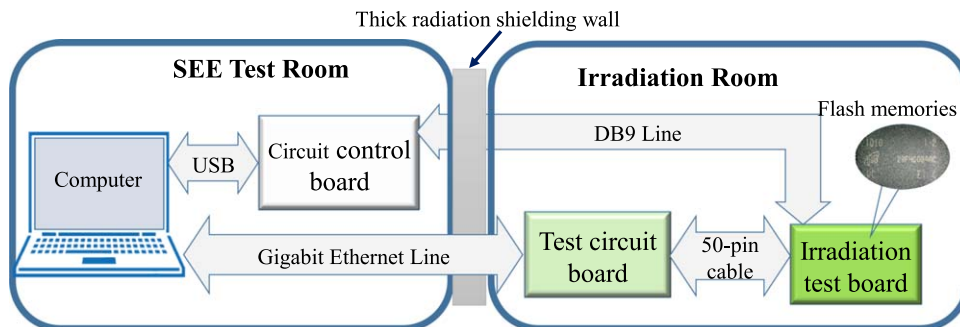 Thick radiation shielding wall
SEE Test Room
Irradiation Room
Flash memories
DB9 Line
Computer
USB
Circuit control
board
Gigabit Ethernet Line
Test circuit
board
50-pin
cable
Irradiation
test board